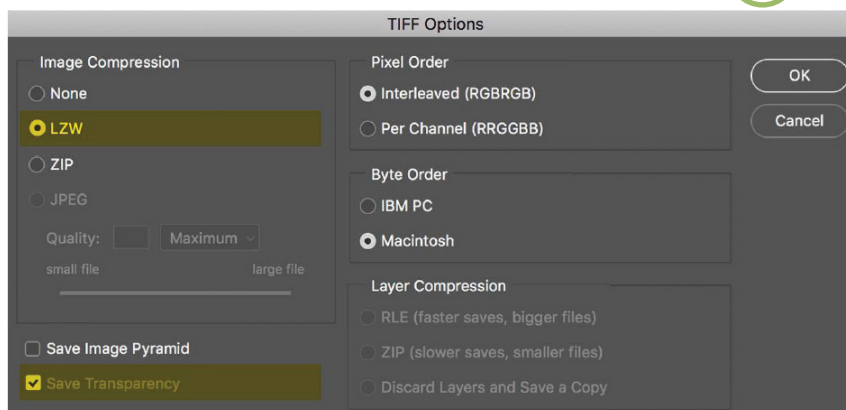 TIFF Options
Image Compression
None
LZW
ZIP
JPEG
Quality: Maximum
small file large file
Save Image Pyramid
Save Transparency
Pixel Order
Interleaved (RGBRGB)
Per Channel (RRGGBB)
Byte Order
IBM PC
Macintosh
Layer Compression
RLE (faster saves, bigger files)
ZIP (slower saves, smaller files)
Discard Layers and Save a Copy
OK
Cancel